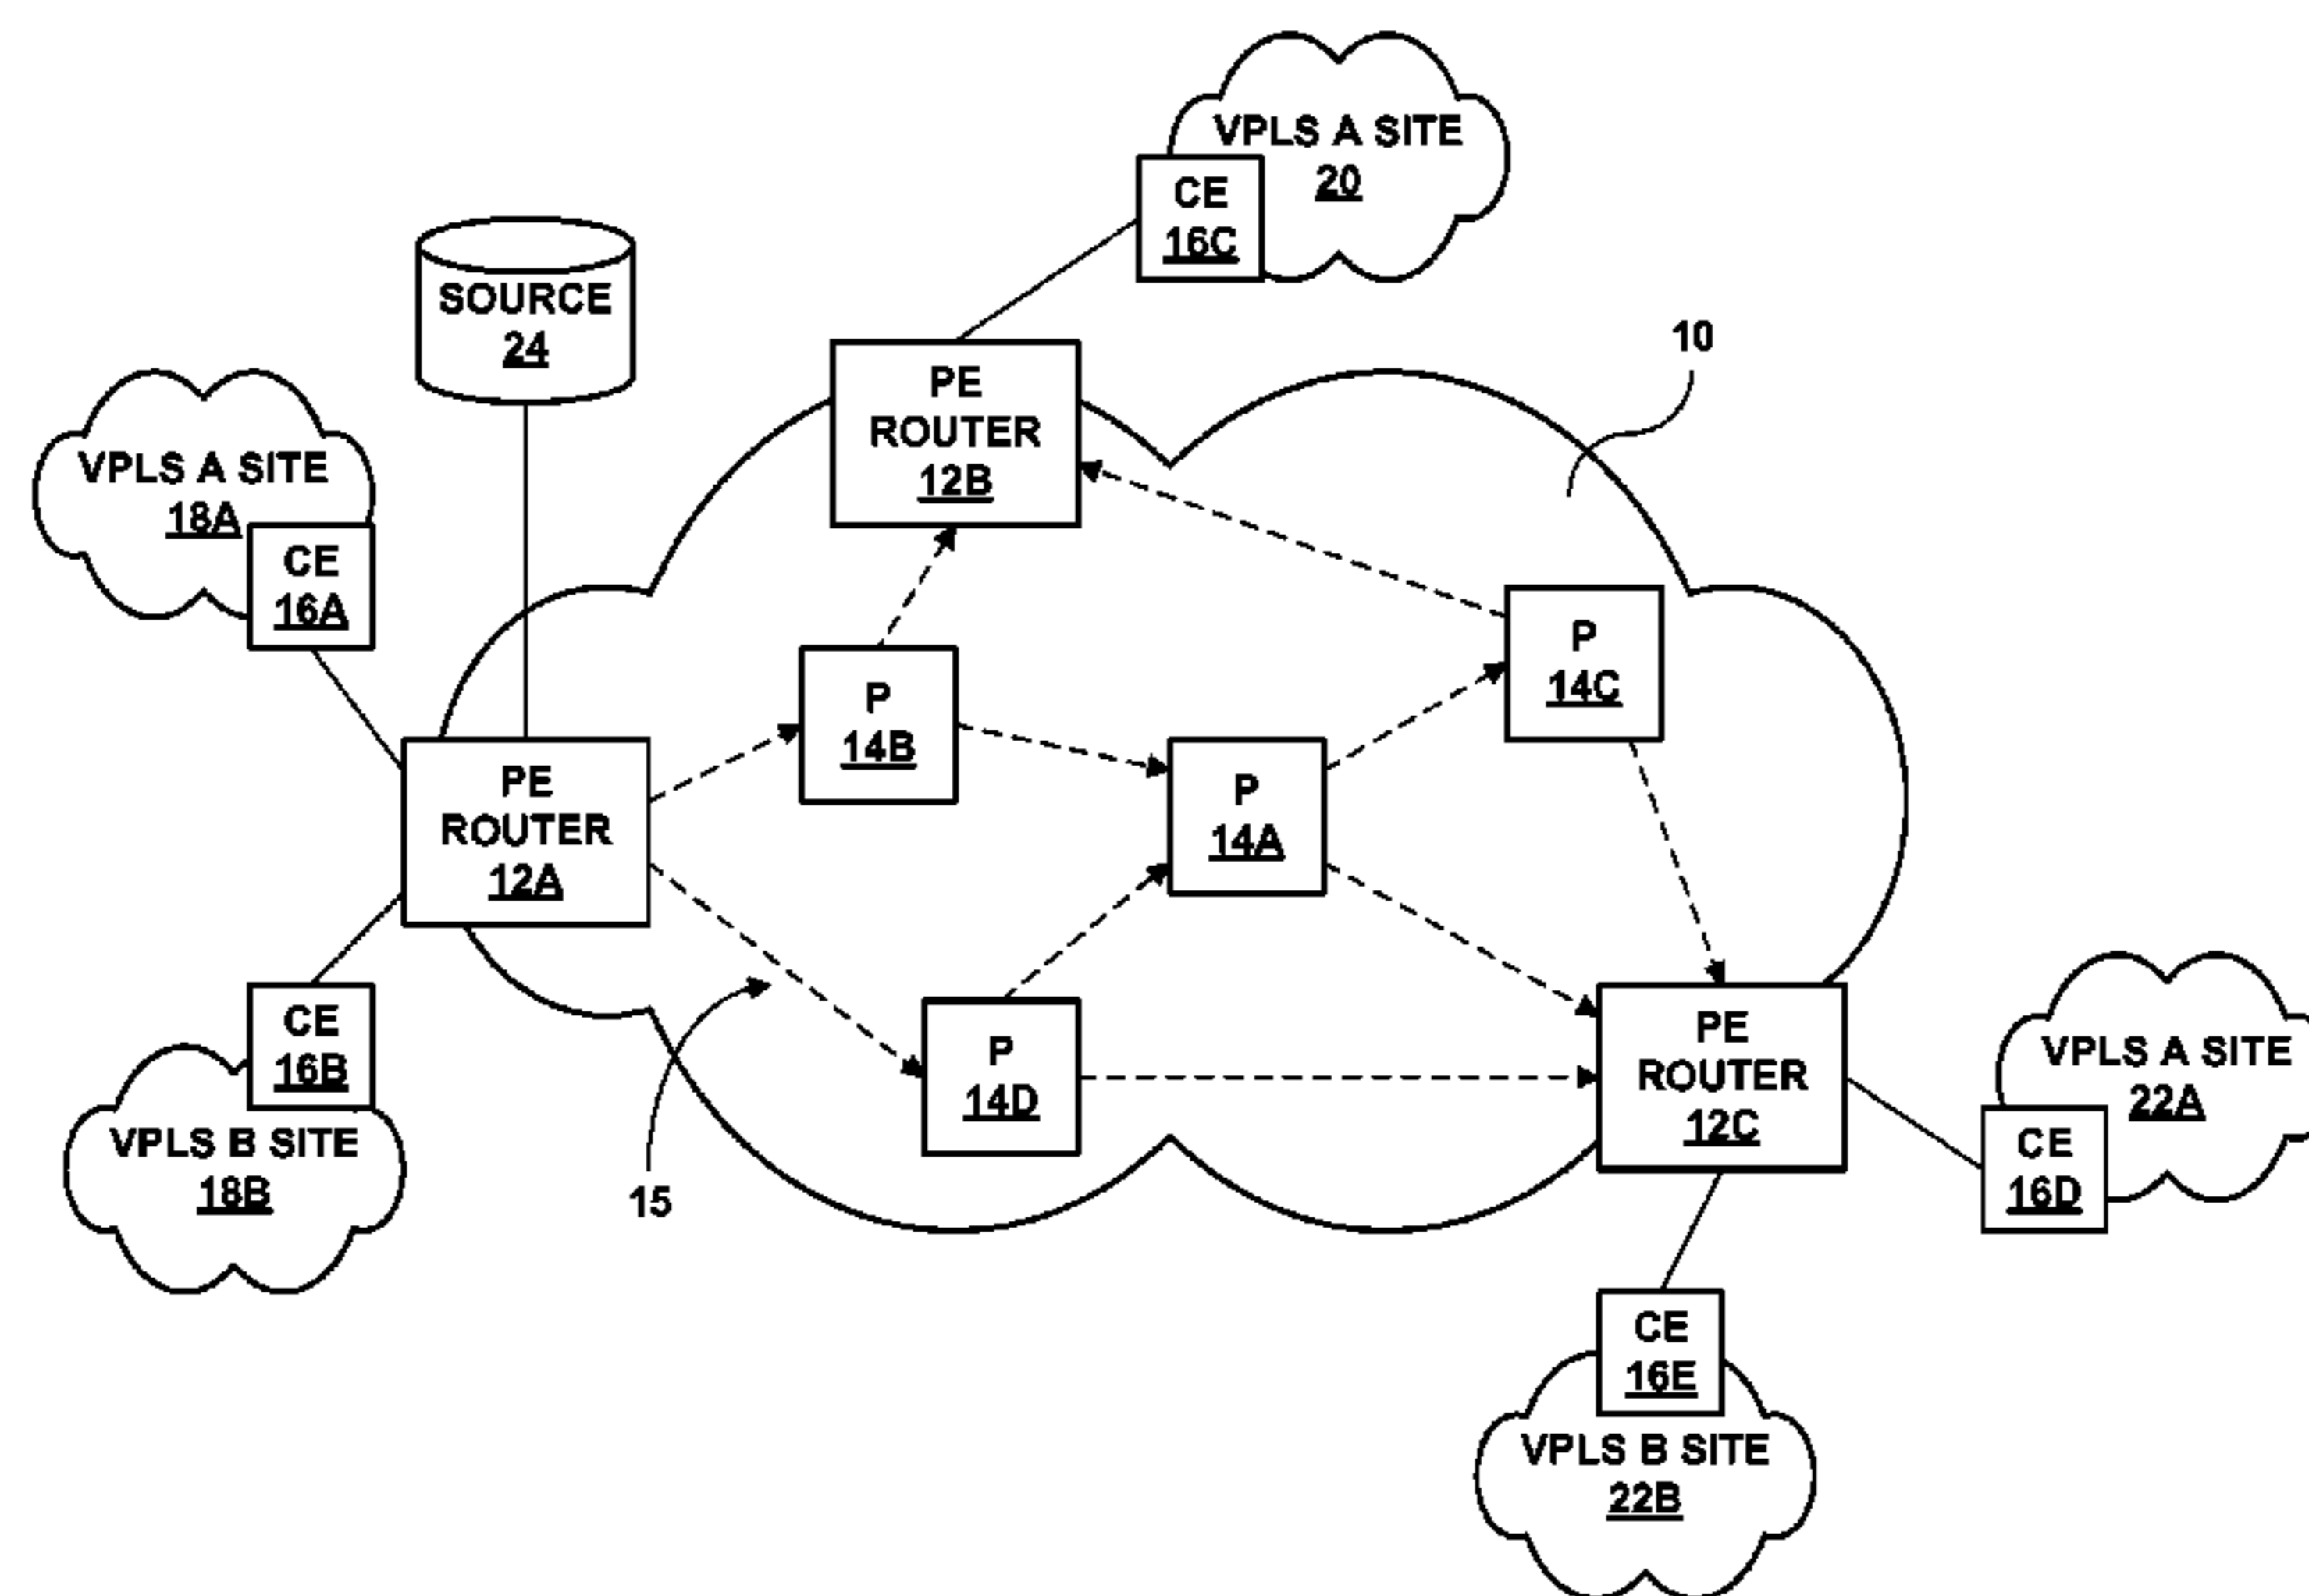 VPLS A SITE
20
CE
16C
SOURCE
24
10
PE
ROUTER
12B
VPLS A SITE
18A
CE
16A
P
14C
P
14B
PE
ROUTER
12A
P
14A
CE
16B
VPLS B SITE
18B
15
P
14D
PE
ROUTER
12C
VPLS A SITE
22A
CE
16D
CE
16E
VPLS B SITE
22B